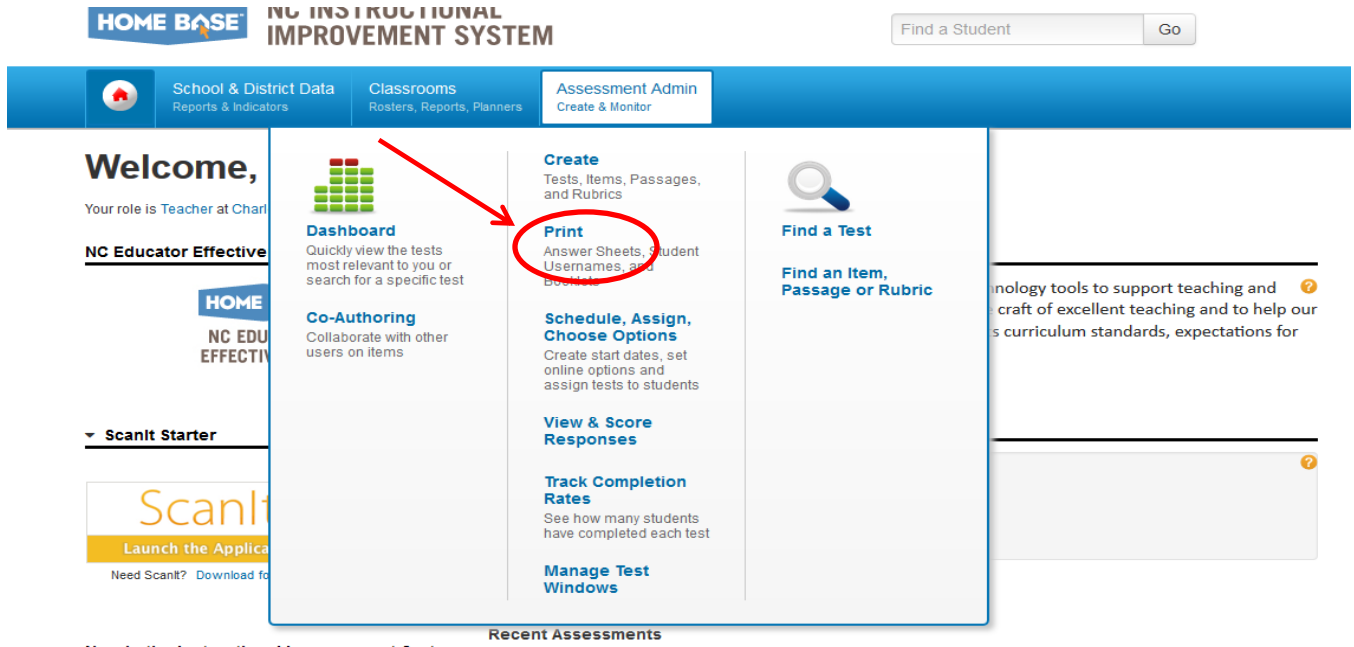 HOME BASE
NC INSTRUCTIONAL
IMPROVEMENT SYSTEM
Find a Student
Go
School & District Data
Reports & Indicators
Classrooms
Rosters, Reports, Planners
Assessment Admin
Create & Monitor
Welcome,
Your role is Teacher at Charl
NC Educator Effective
HOME
NC EDU
EFFECTIV
ScanIt Starter
ScanIt
Launch the Applica
Need ScanIt? Download fo
Dashboard
Quickly view the tests
most relevant to you or
search for a specific test
Co-Authoring
Collaborate with other
users on items
Create
Tests, Items, Passages,
and Rubrics
Print
Answer Sheets, Student
Usernames, and
Booklets
Schedule, Assign,
Choose Options
Create start dates, set
online options and
assign tests to students
View & Score
Responses
Track Completion
Rates
See how many students
have completed each test
Manage Test
Windows
Find a Test
Find an Item,
Passage or Rubric
hnology tools to support teaching and
craft of excellent teaching and to help our
s curriculum standards, expectations for
Recent Assessments